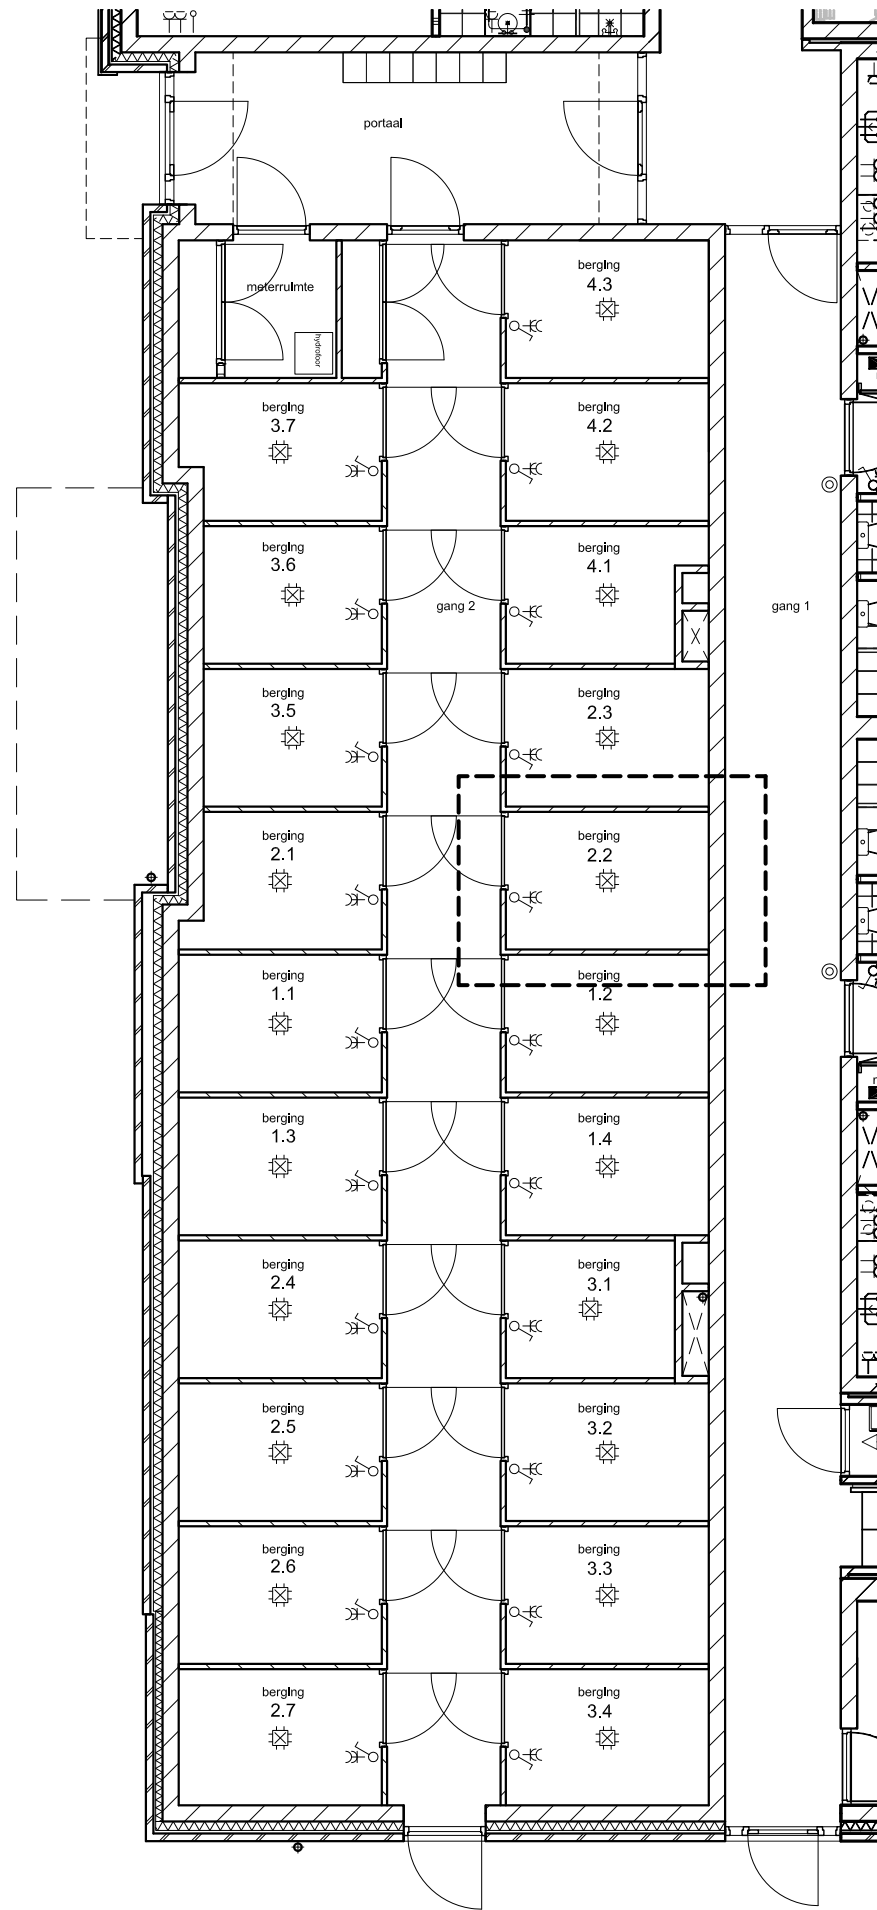 portaal
meterruimte
hydrofoor
berging
4.3
berging
3.7
berging
4.2
berging
3.6
berging
4.1
gang 2
gang 1
berging
3.5
berging
2.3
berging
2.1
berging
2.2
berging
1.1
berging
1.2
berging
1.3
berging
1.4
berging
2.4
berging
3.1
berging
2.5
berging
3.2
berging
2.6
berging
3.3
berging
2.7
berging
3.4